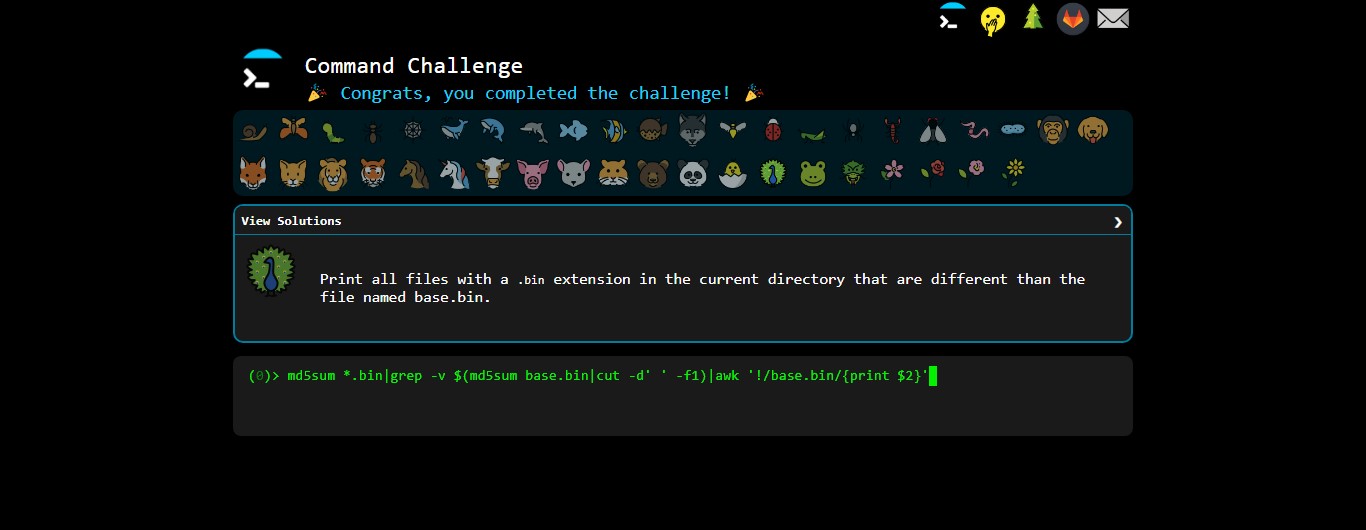 Command Challenge
Congrats, you completed the challenge!
View Solutions
Print all files with a .bin extension in the current directory that are different than the
file named base.bin.
(0)> md5sum *.bin|grep -v $(md5sum base.bin|cut -d' ' -f1)|awk '!/base.bin/{print $2}'